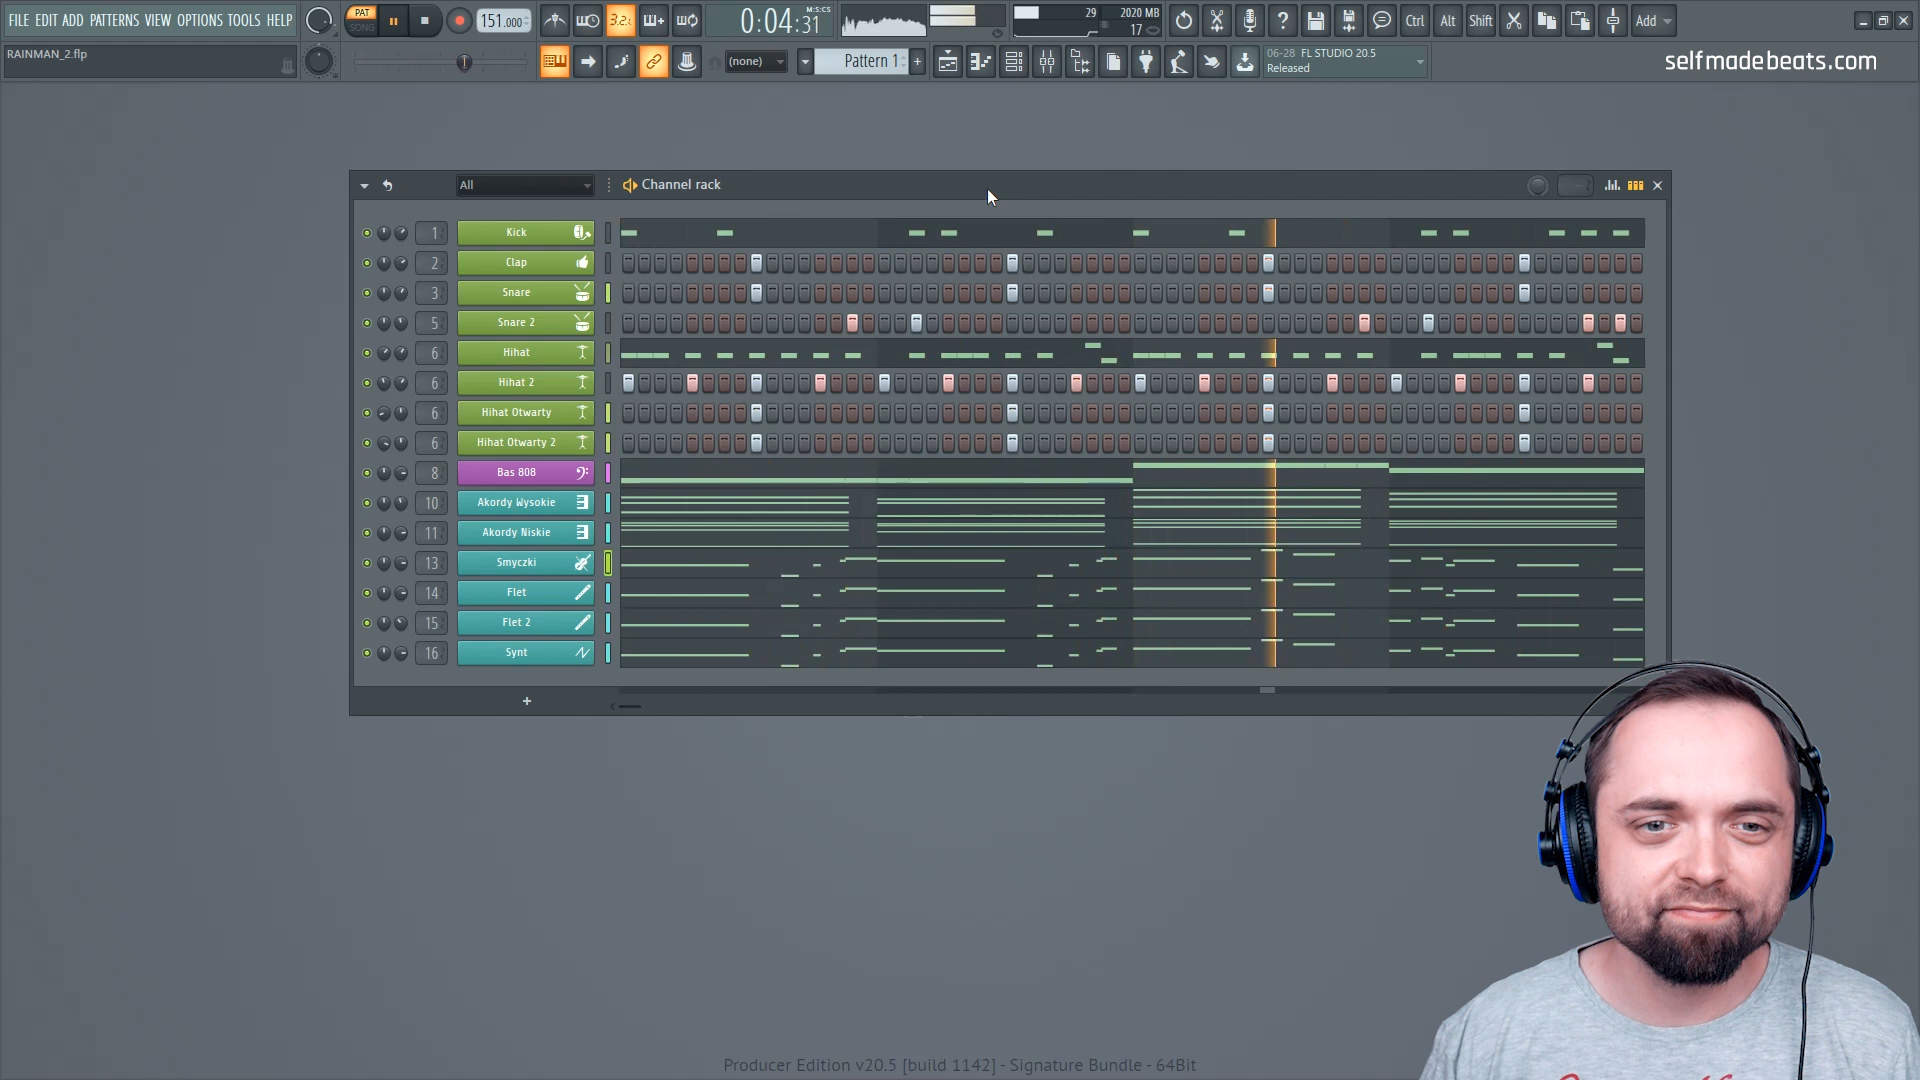 FILE EDIT ADD PATTERNS VIEW OPTIONS TOOLS HELP
PAT
SONG
151.000
3.2.
0:04:31
M:S:CS
29
2020 MB
17
Ctrl
Alt
Shift
Add
RAINMAN_2.flp
(none)
Pattern 1
+
06-28 FL STUDIO 20.5
Released
selfmadebeats.com
All
Channel rack
1 Kick
2 Clap
3 Snare
5 Snare 2
6 Hihat
6 Hihat 2
6 Hihat Otwarty
6 Hihat Otwarty 2
8 Bas 808
10 Akordy Wysokie
11 Akordy Niskie
13 Smyczki
14 Flet
15 Flet 2
16 Synt
+
Producer Edition v20.5 [build 1142] - Signature Bundle - 64Bit